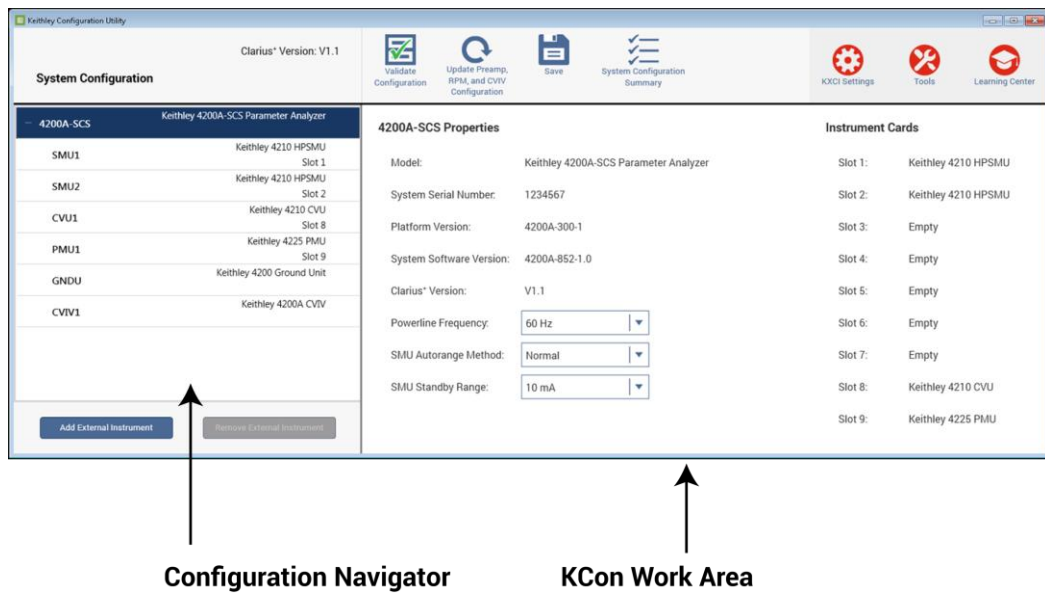 Keithley Configuration Utility
Clarius⁺ Version: V1.1
System Configuration
Validate
Configuration
Update Preamp,
RPM, and CVIV
Configuration
Save
System Configuration
Summary
KXCI Settings
Tools
Learning Center
4200A-SCS
Keithley 4200A-SCS Parameter Analyzer
SMU1
Keithley 4210 HPSMU
Slot 1
SMU2
Keithley 4210 HPSMU
Slot 2
CVU1
Keithley 4210 CVU
Slot 8
PMU1
Keithley 4225 PMU
Slot 9
GNDU
Keithley 4200 Ground Unit
CVIV1
Keithley 4200A CVIV
Add External Instrument
Remove External Instrument
4200A-SCS Properties
Model: Keithley 4200A-SCS Parameter Analyzer
System Serial Number: 1234567
Platform Version: 4200A-300-1
System Software Version: 4200A-852-1.0
Clarius⁺ Version: V1.1
Powerline Frequency: 60 Hz
SMU Autorange Method: Normal
SMU Standby Range: 10 mA
Instrument Cards
Slot 1: Keithley 4210 HPSMU
Slot 2: Keithley 4210 HPSMU
Slot 3: Empty
Slot 4: Empty
Slot 5: Empty
Slot 6: Empty
Slot 7: Empty
Slot 8: Keithley 4210 CVU
Slot 9: Keithley 4225 PMU
Configuration Navigator
KCon Work Area